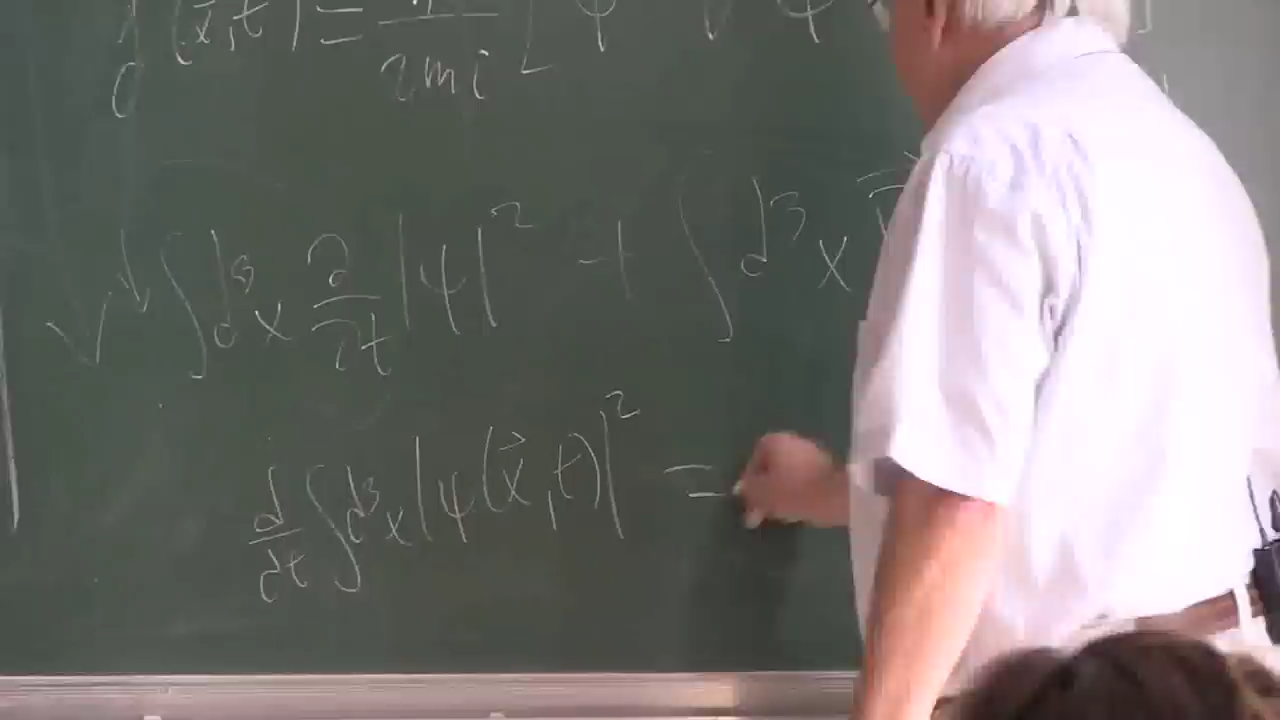 j(x⃗,t) = ħ/2mi [ψ* ∇ψ
∫d³x ∂/∂t |ψ|² + ∫d³x ∇⃗
d/dt ∫d³x |ψ(x⃗,t)|² =